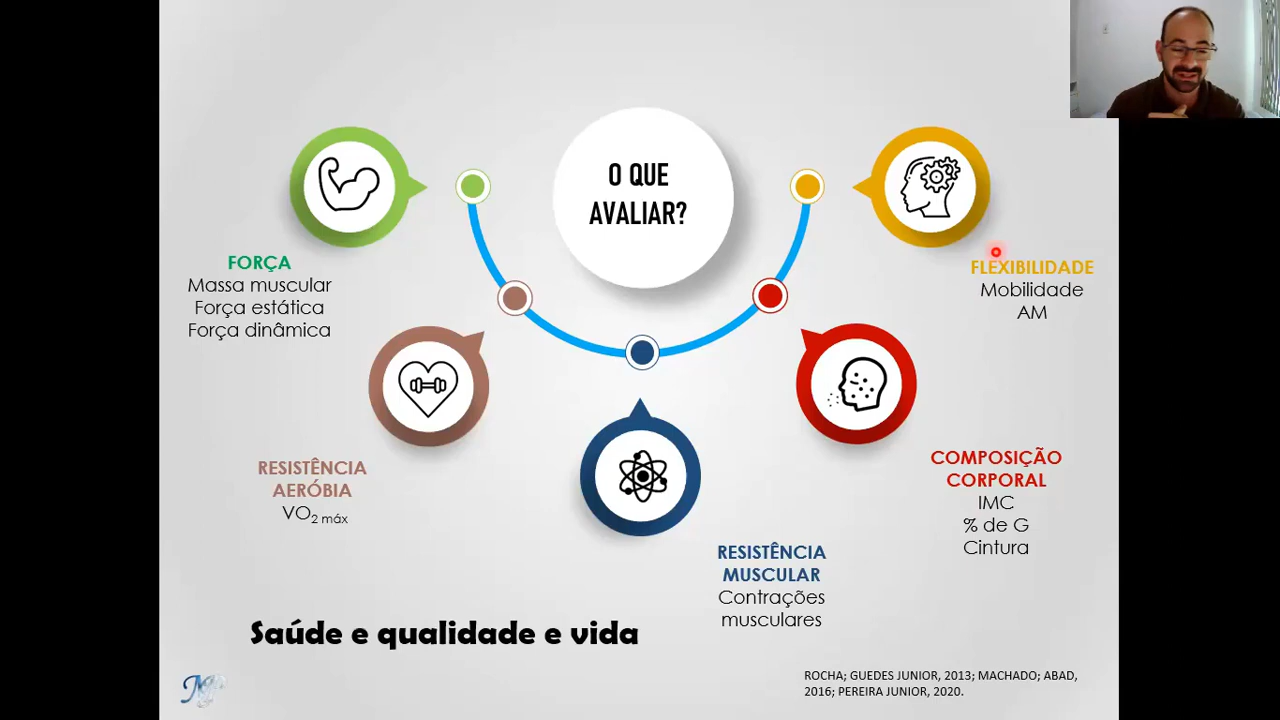 O QUE
AVALIAR?
FORÇA
Massa muscular
Força estática
Força dinâmica
RESISTÊNCIA
AERÓBIA
VO2 máx
RESISTÊNCIA
MUSCULAR
Contrações
musculares
COMPOSIÇÃO
CORPORAL
IMC
% de G
Cintura
FLEXIBILIDADE
Mobilidade
AM
Saúde e qualidade e vida
ROCHA; GUEDES JUNIOR, 2013; MACHADO; ABAD,
2016; PEREIRA JUNIOR, 2020.